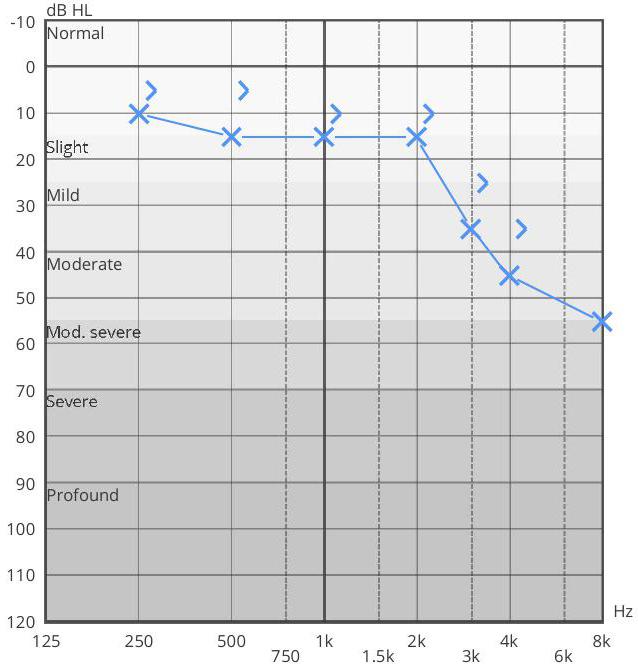 dB HL
-10
Normal
0
10
Slight
20
Mild
30
40
Moderate
50
Mod. severe
60
70
Severe
80
90
Profound
100
110
120
Hz
125 250 500 1k 2k 4k 8k
750 1.5k 3k 6k